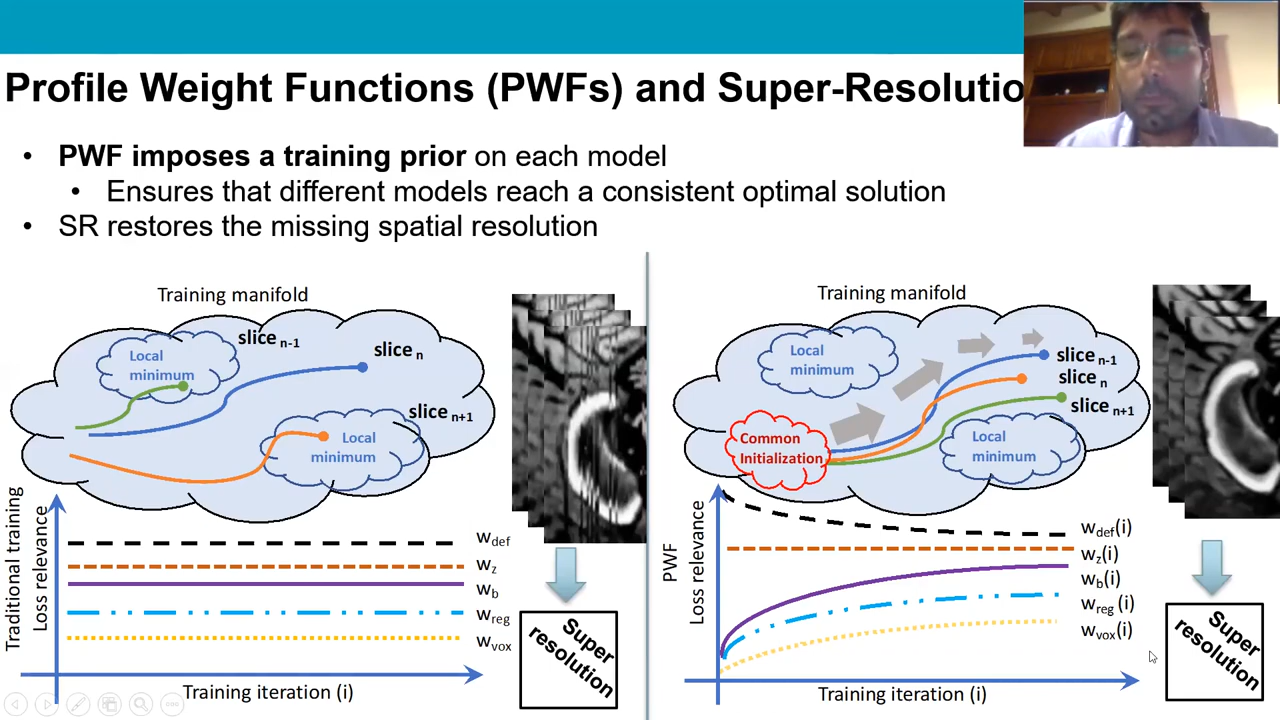 Profile Weight Functions (PWFs) and Super-Resolutio
• PWF imposes a training prior on each model
• Ensures that different models reach a consistent optimal solution
• SR restores the missing spatial resolution
Training manifold
slice n-1
slice n
slice n+1
Local
minimum
Local
minimum
Traditional training
Loss relevance
wdef
wz
wb
wreg
wvox
Training iteration (i)
Super
resolution
Training manifold
Local
minimum
slice n-1
slice n
slice n+1
Common
Initialization
Local
minimum
PWF
Loss relevance
wdef(i)
wz(i)
wb(i)
wreg (i)
wvox(i)
Training iteration (i)
Super
resolution